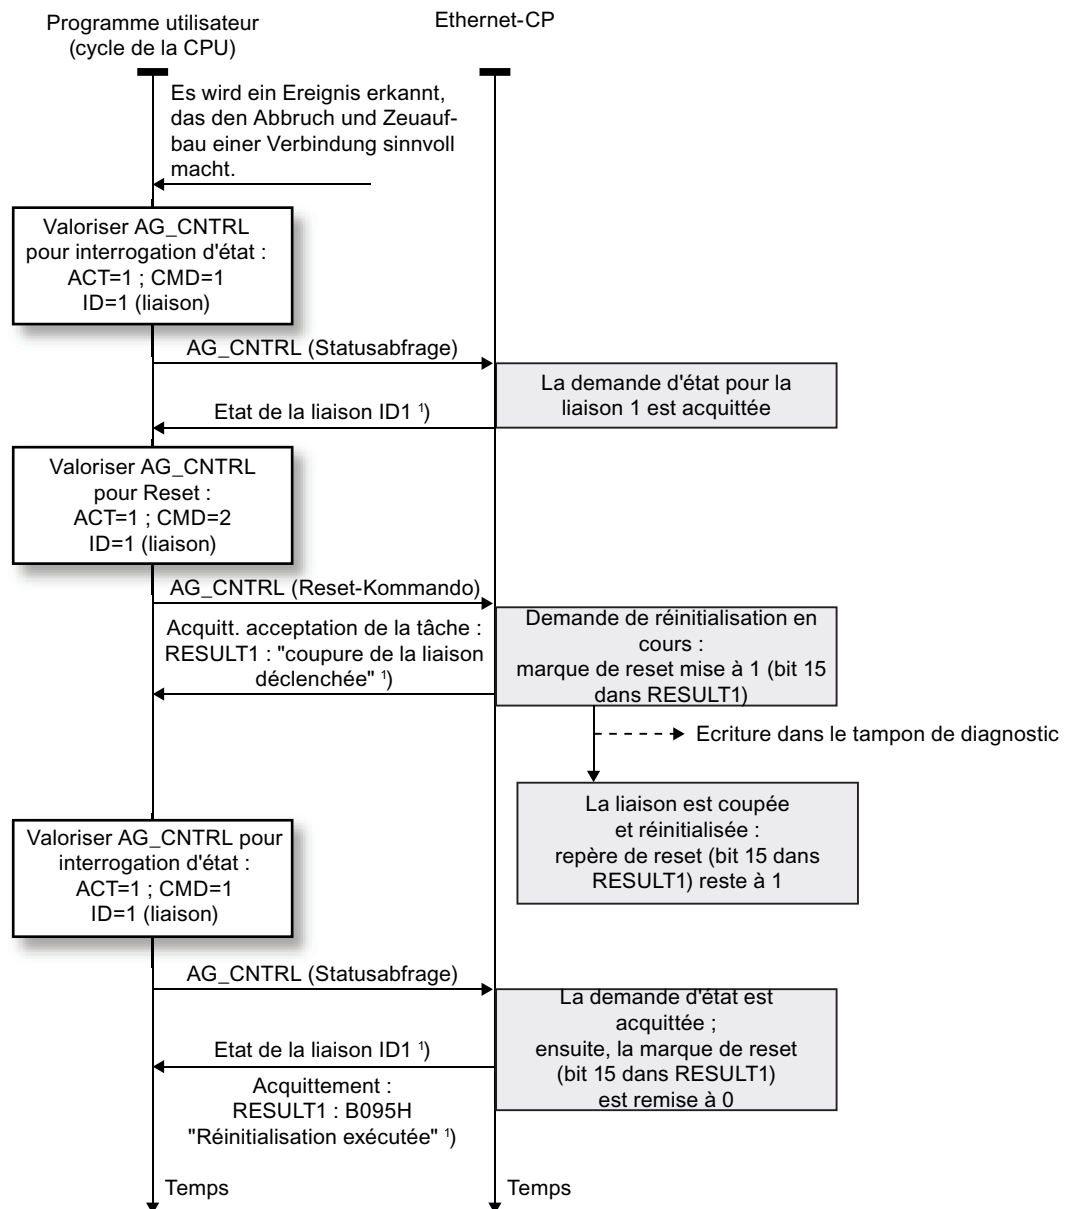 Programme utilisateur
(cycle de la CPU)
Ethernet-CP
Es wird ein Ereignis erkannt,
das den Abbruch und Zeuauf-
bau einer Verbindung sinnvoll
macht.
Valoriser AG_CNTRL
pour interrogation d'état :
ACT=1 ; CMD=1
ID=1 (liaison)
AG_CNTRL (Statusabfrage)
La demande d'état pour la
liaison 1 est acquittée
Etat de la liaison ID1 ¹)
Valoriser AG_CNTRL
pour Reset :
ACT=1 ; CMD=2
ID=1 (liaison)
AG_CNTRL (Reset-Kommando)
Demande de réinitialisation en
cours :
marque de reset mise à 1 (bit 15
dans RESULT1)
Acquitt. acceptation de la tâche :
RESULT1 : "coupure de la liaison
déclenchée" ¹)
Ecriture dans le tampon de diagnostic
La liaison est coupée
et réinitialisée :
repère de reset (bit 15 dans
RESULT1) reste à 1
Valoriser AG_CNTRL pour
interrogation d'état :
ACT=1 ; CMD=1
ID=1 (liaison)
AG_CNTRL (Statusabfrage)
La demande d'état est
acquittée ;
ensuite, la marque de reset
(bit 15 dans RESULT1)
est remise à 0
Etat de la liaison ID1 ¹)
Acquittement :
RESULT1 : B095H
"Réinitialisation exécutée" ¹)
Temps
Temps